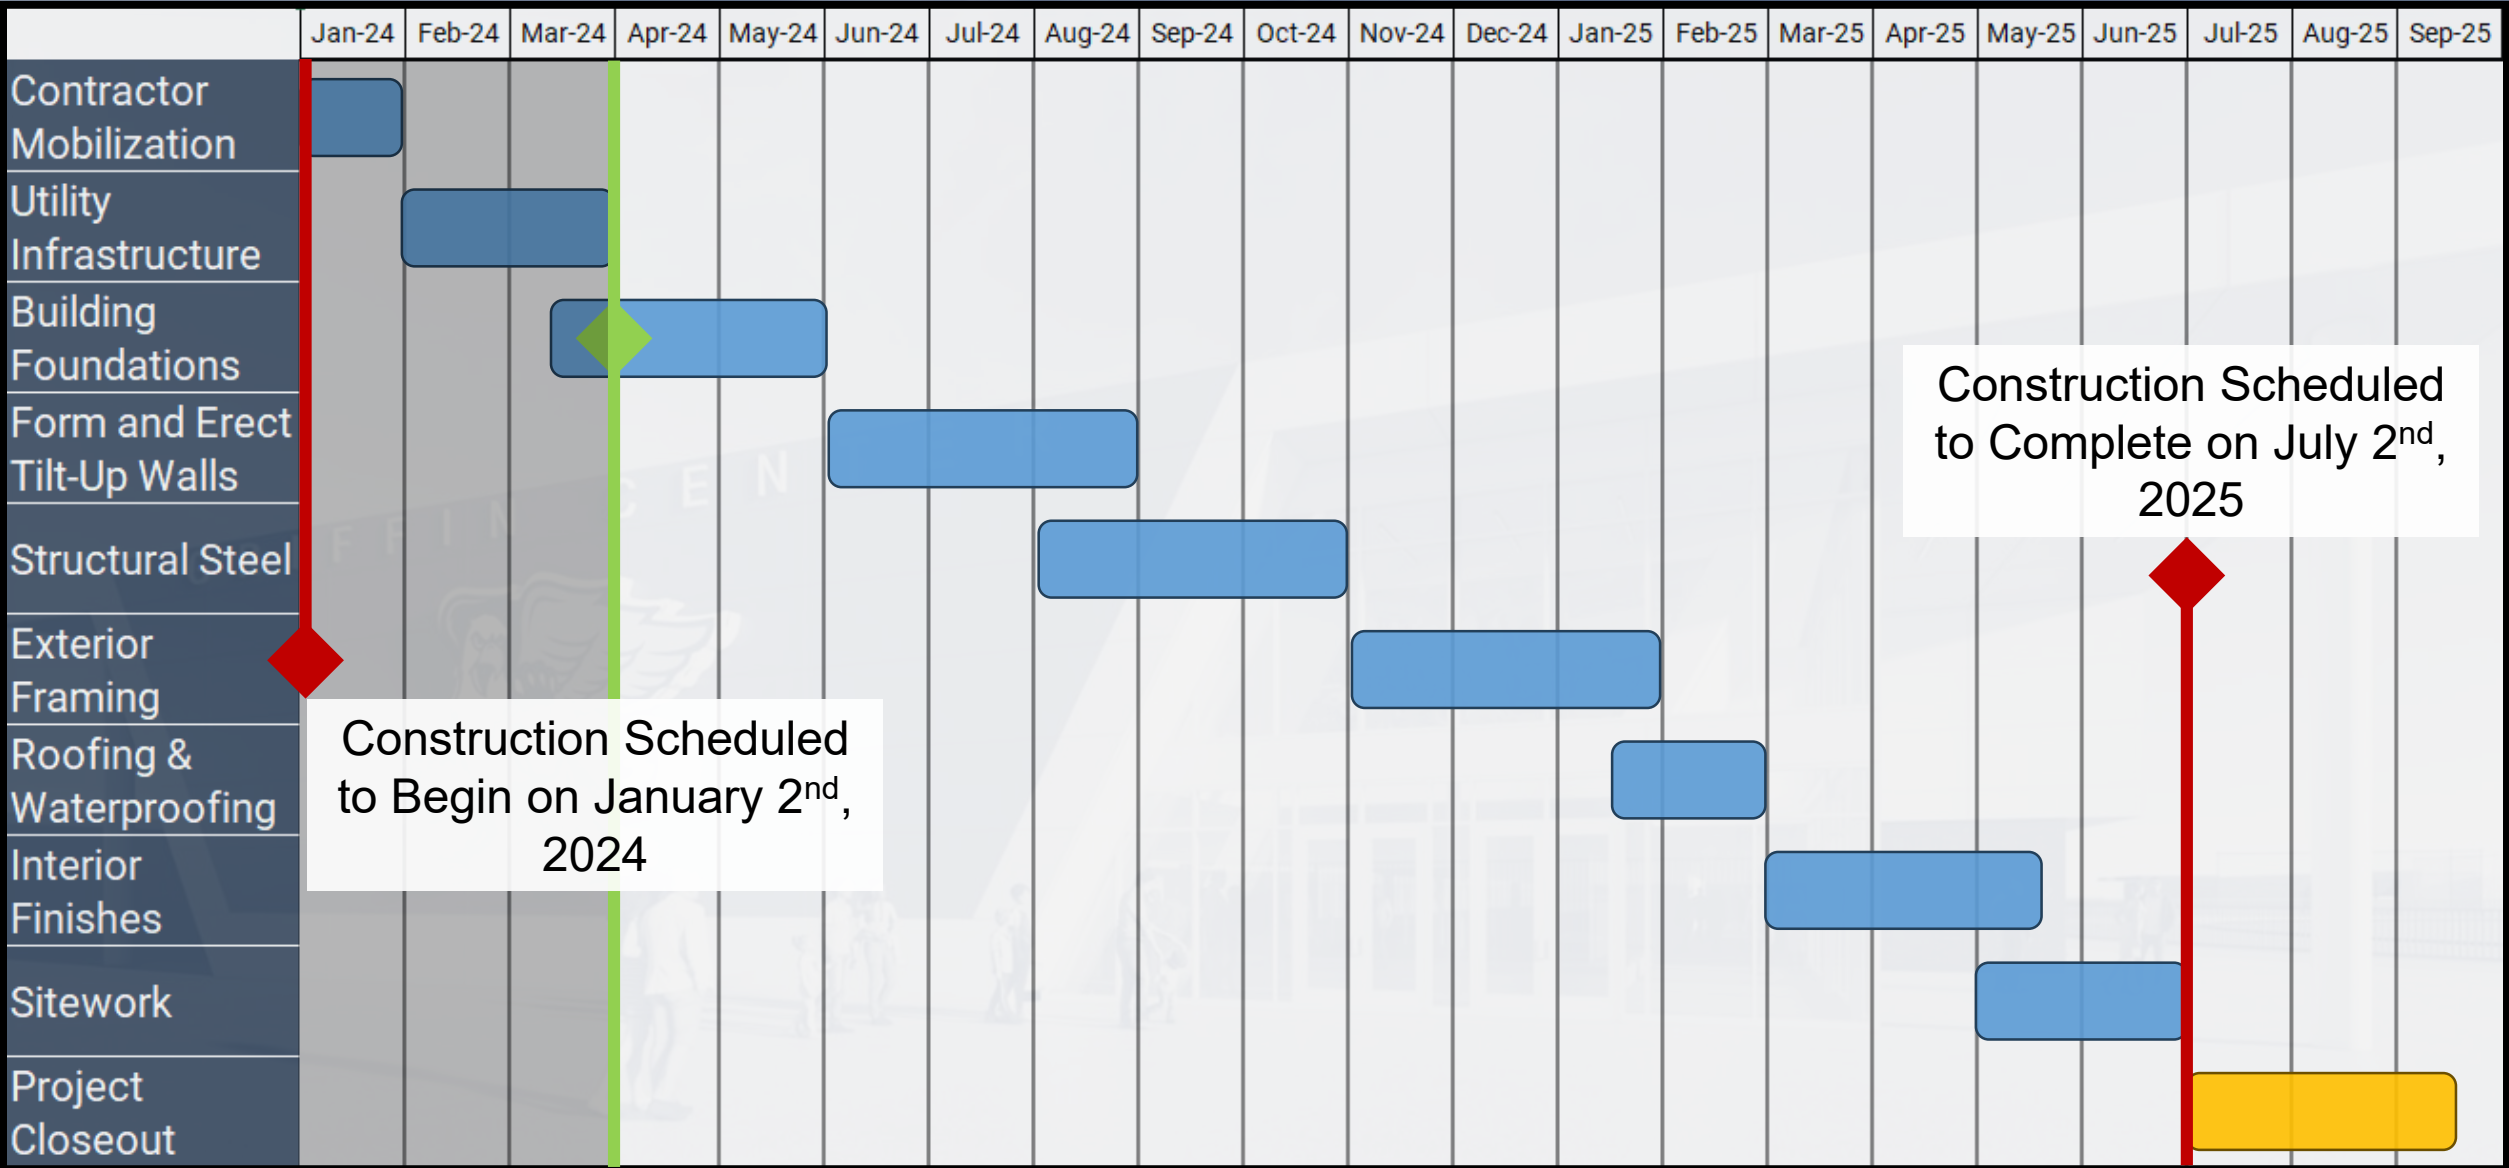 Jan-24 Feb-24 Mar-24 Apr-24 May-24 Jun-24 Jul-24 Aug-24 Sep-24 Oct-24 Nov-24 Dec-24 Jan-25 Feb-25 Mar-25 Apr-25 May-25 Jun-25 Jul-25 Aug-25 Sep-25
Contractor
Mobilization
Utility
Infrastructure
Building
Foundations
Form and Erect
Tilt-Up Walls
Structural Steel
Exterior
Framing
Roofing &
Waterproofing
Interior
Finishes
Sitework
Project
Closeout
Construction Scheduled
to Begin on January 2nd,
2024
Construction Scheduled
to Complete on July 2nd,
2025